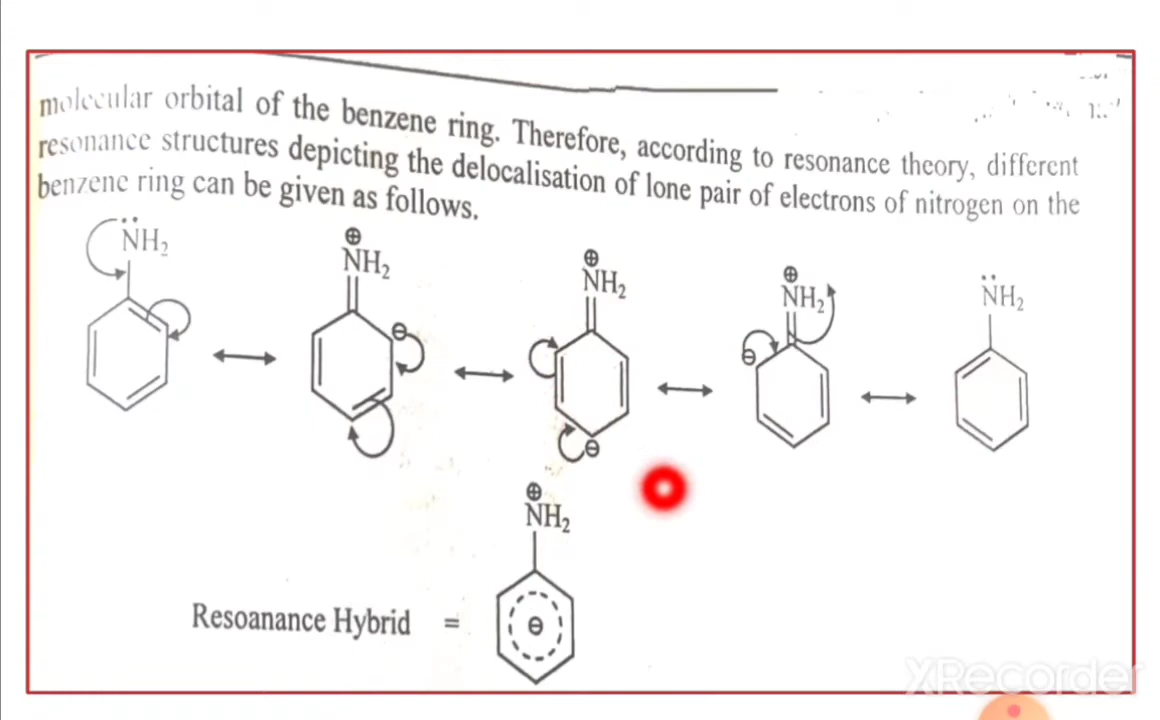 molecular orbital of the benzene ring. Therefore, according to resonance theory, different
resonance structures depicting the delocalisation of lone pair of electrons of nitrogen on the
benzene ring can be given as follows.
N̈H₂ ⊕NH₂ ⊕NH₂ ⊕NH₂ N̈H₂
⊖ ⊖ ⊖
⊕
NH₂
Resoanance Hybrid = ⊖
XRecorder